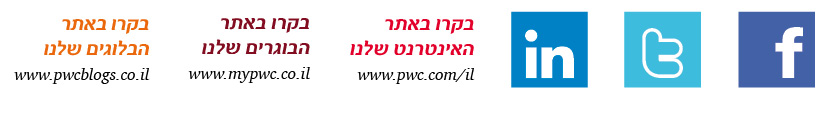 בקרו באתר
האינטרנט שלנו
www.pwc.com/il
בקרו באתר
הבוגרים שלנו
www.mypwc.co.il
בקרו באתר
הבלוגים שלנו
www.pwcblogs.co.il